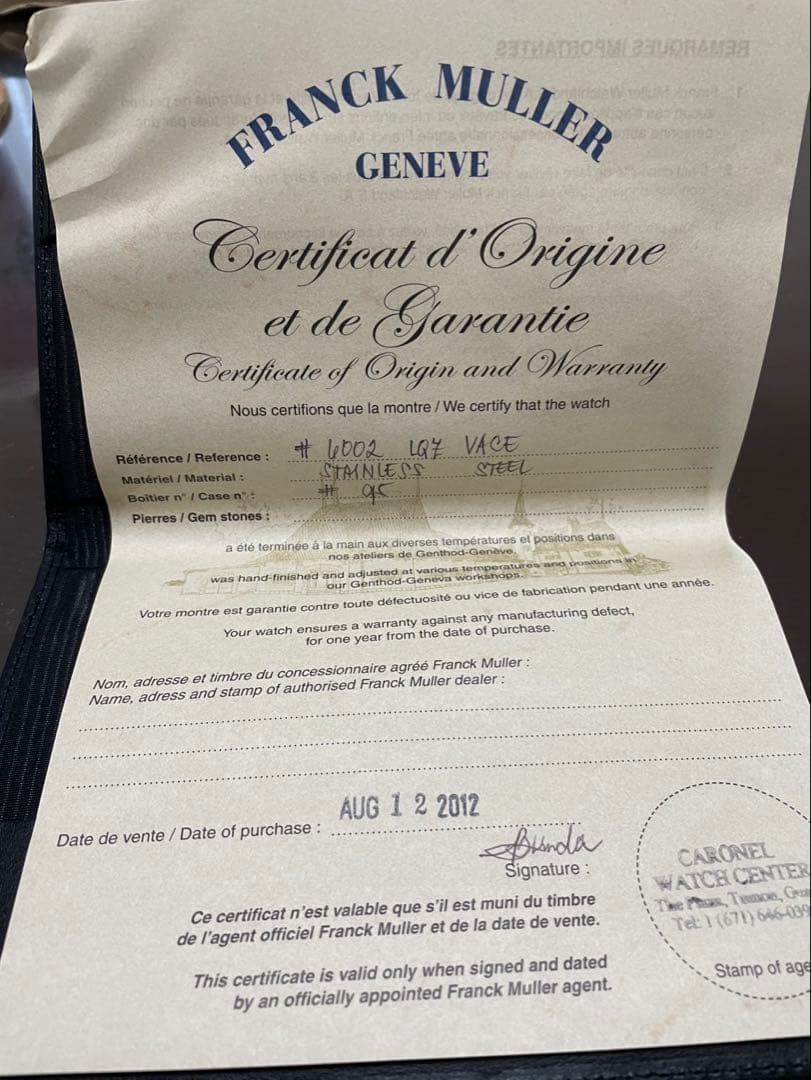 FRANCK MULLER
GENEVE
Certificat d'Origine
et de Garantie
Certificate of Origin and Warranty
Nous certifions que la montre / We certify that the watch
Référence / Reference : # 6002 LQZ VACE
Matériel / Material : STAINLESS STEEL
Boîtier n° / Case n° : # 95
Pierres / Gem stones :
a été terminée à la main aux diverses températures et positions dans
nos ateliers de Genthod-Genève.
was hand-finished and adjusted at various temperatures and positions in
our Genthod-Geneva workshops.
Votre montre est garantie contre toute défectuosité ou vice de fabrication pendant une année.
Your watch ensures a warranty against any manufacturing defect,
for one year from the date of purchase.
Nom, adresse et timbre du concessionnaire agréé Franck Muller :
Name, adress and stamp of authorised Franck Muller dealer :
AUG 12 2012
Date de vente / Date of purchase :
Signature :
CARONEL
WATCH CENTER
The Plaza, Tumon,
Tel: 1 (671) 646-039
Stamp of age
Ce certificat n'est valable que s'il est muni du timbre
de l'agent officiel Franck Muller et de la date de vente.
This certificate is valid only when signed and dated
by an officially appointed Franck Muller agent.